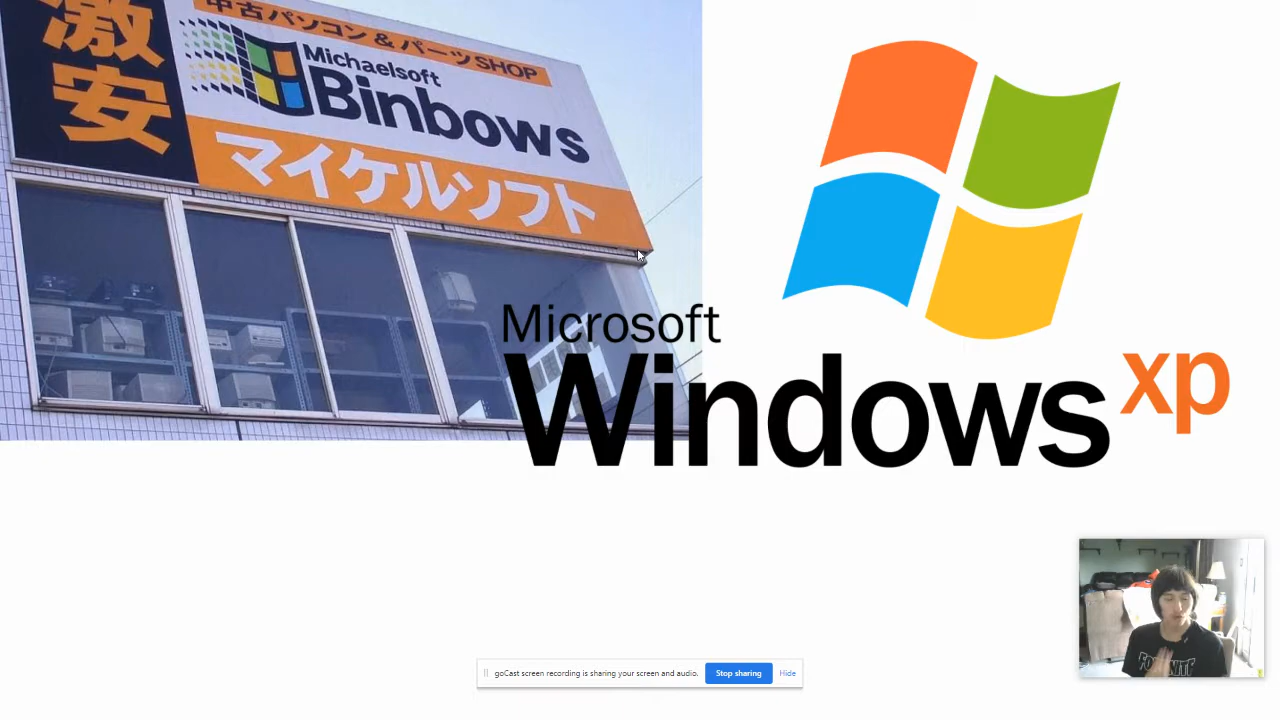 激安
中古パソコン & パーツSHOP
Michaelsoft
Binbows
マイケルソフト
Microsoft
Windows xp
goCast screen recording is sharing your screen and audio.
Stop sharing
Hide
FORTNITE